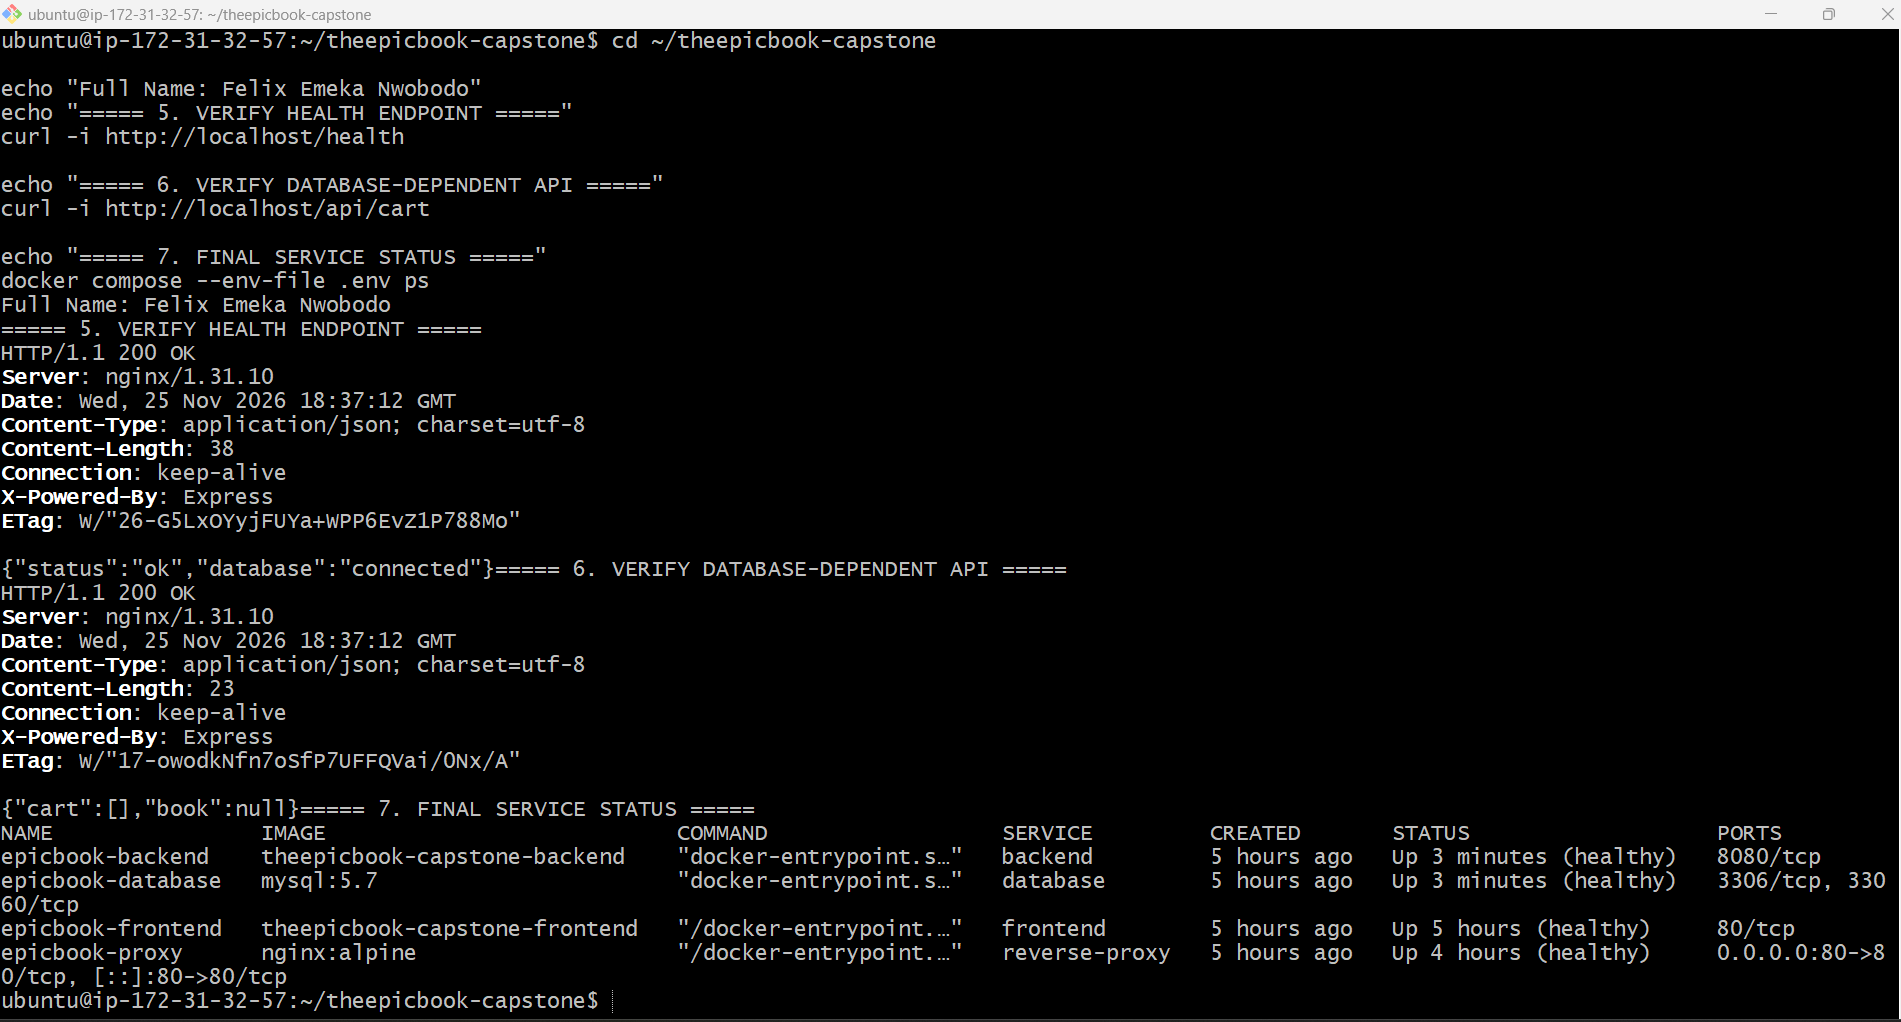 ubuntu@ip-172-31-32-57: ~/theepicbook-capstone
ubuntu@ip-172-31-32-57:~/theepicbook-capstone$ cd ~/theepicbook-capstone
echo "Full Name: Felix Emeka Nwobodo"
echo "===== 5. VERIFY HEALTH ENDPOINT ====="
curl -i http://localhost/health
echo "===== 6. VERIFY DATABASE-DEPENDENT API ====="
curl -i http://localhost/api/cart
echo "===== 7. FINAL SERVICE STATUS ====="
docker compose --env-file .env ps
Full Name: Felix Emeka Nwobodo
===== 5. VERIFY HEALTH ENDPOINT =====
HTTP/1.1 200 OK
Server: nginx/1.31.10
Date: Wed, 25 Nov 2026 18:37:12 GMT
Content-Type: application/json; charset=utf-8
Content-Length: 38
Connection: keep-alive
X-Powered-By: Express
ETag: W/"26-G5LxOYyjFUYa+WPP6EvZ1P788Mo"
{"status":"ok","database":"connected"}===== 6. VERIFY DATABASE-DEPENDENT API =====
HTTP/1.1 200 OK
Server: nginx/1.31.10
Date: Wed, 25 Nov 2026 18:37:12 GMT
Content-Type: application/json; charset=utf-8
Content-Length: 23
Connection: keep-alive
X-Powered-By: Express
ETag: W/"17-owodkNfn7oSfP7UFFQVai/0Nx/A"
{"cart":[],"book":null}===== 7. FINAL SERVICE STATUS =====
NAME IMAGE COMMAND SERVICE CREATED STATUS PORTS
epicbook-backend theepicbook-capstone-backend "docker-entrypoint.s…" backend 5 hours ago Up 3 minutes (healthy) 8080/tcp
epicbook-database mysql:5.7 "docker-entrypoint.s…" database 5 hours ago Up 3 minutes (healthy) 3306/tcp, 330
60/tcp
epicbook-frontend theepicbook-capstone-frontend "/docker-entrypoint.…" frontend 5 hours ago Up 5 hours (healthy) 80/tcp
epicbook-proxy nginx:alpine "/docker-entrypoint.…" reverse-proxy 5 hours ago Up 4 hours (healthy) 0.0.0.0:80->8
0/tcp, [::]:80->80/tcp
ubuntu@ip-172-31-32-57:~/theepicbook-capstone$